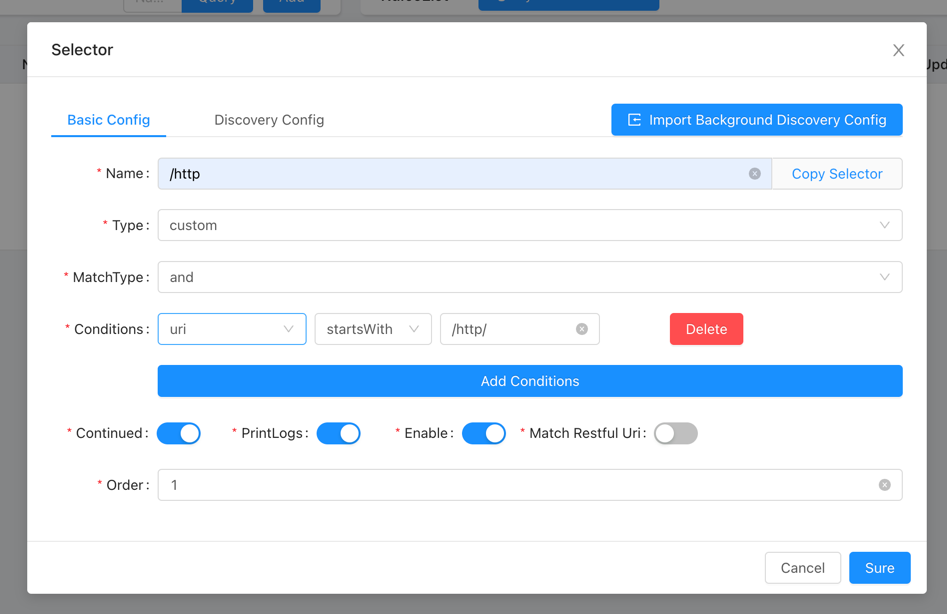 Selector
Basic Config
Discovery Config
Import Background Discovery Config
* Name :
/http
Copy Selector
* Type :
custom
* MatchType :
and
* Conditions :
uri
startsWith
/http/
Delete
Add Conditions
* Continued :
* PrintLogs :
* Enable :
* Match Restful Uri :
* Order :
1
Cancel
Sure